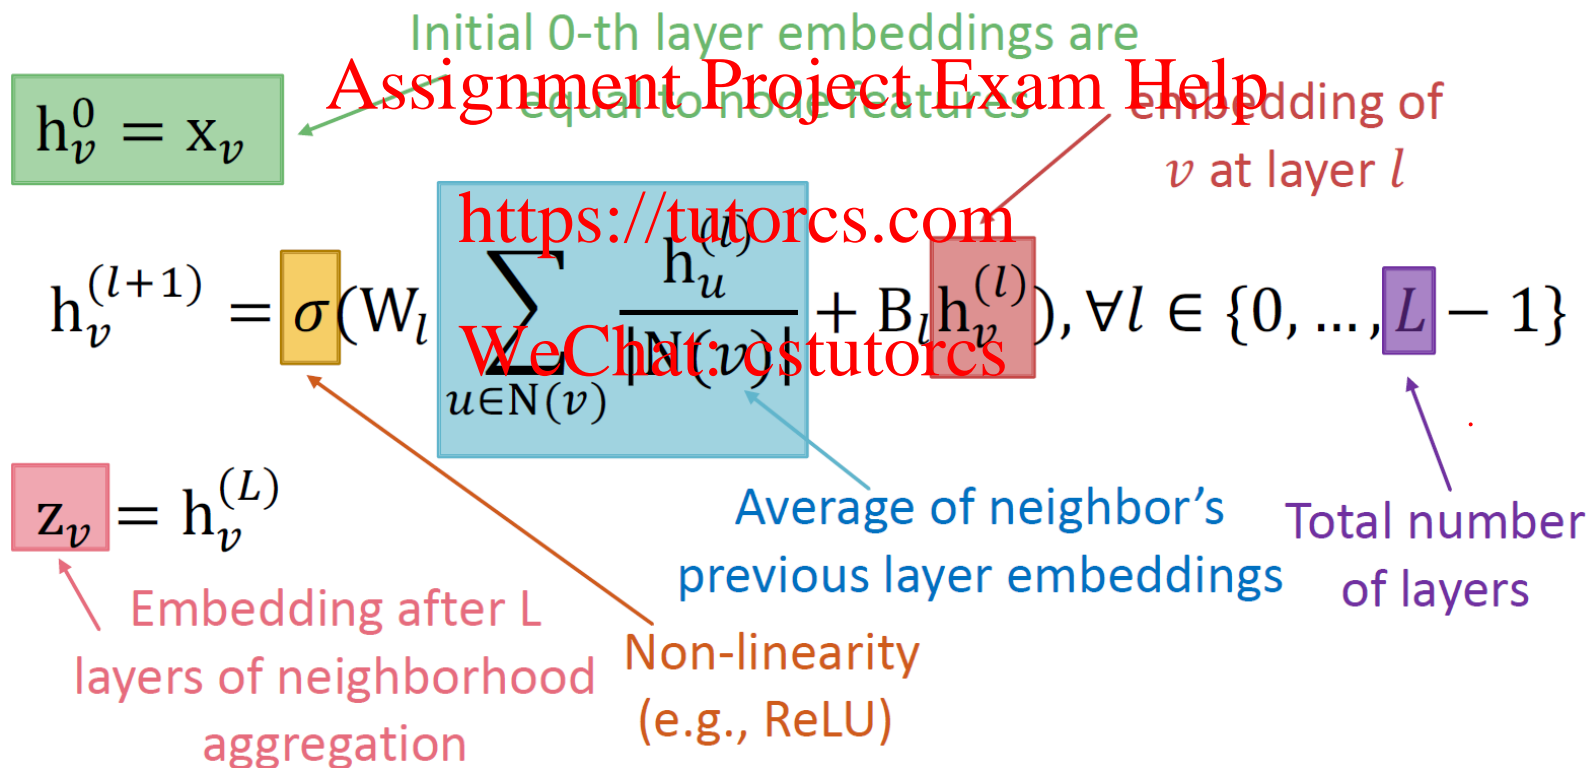 Initial 0-th layer embeddings are
equal to node features
Assignment Project Exam Help
embedding of
v at layer l
h_v^0 = x_v
https://tutorcs.com
h_v^{(l+1)} = σ(W_l ∑_{u∈N(v)} h_u^{(l)} / |N(v)| + B_l h_v^{(l)}), ∀l ∈ {0, ..., L − 1}
WeChat: cstutorcs
z_v = h_v^{(L)}
Average of neighbor's
previous layer embeddings
Total number
of layers
Embedding after L
layers of neighborhood
aggregation
Non-linearity
(e.g., ReLU)